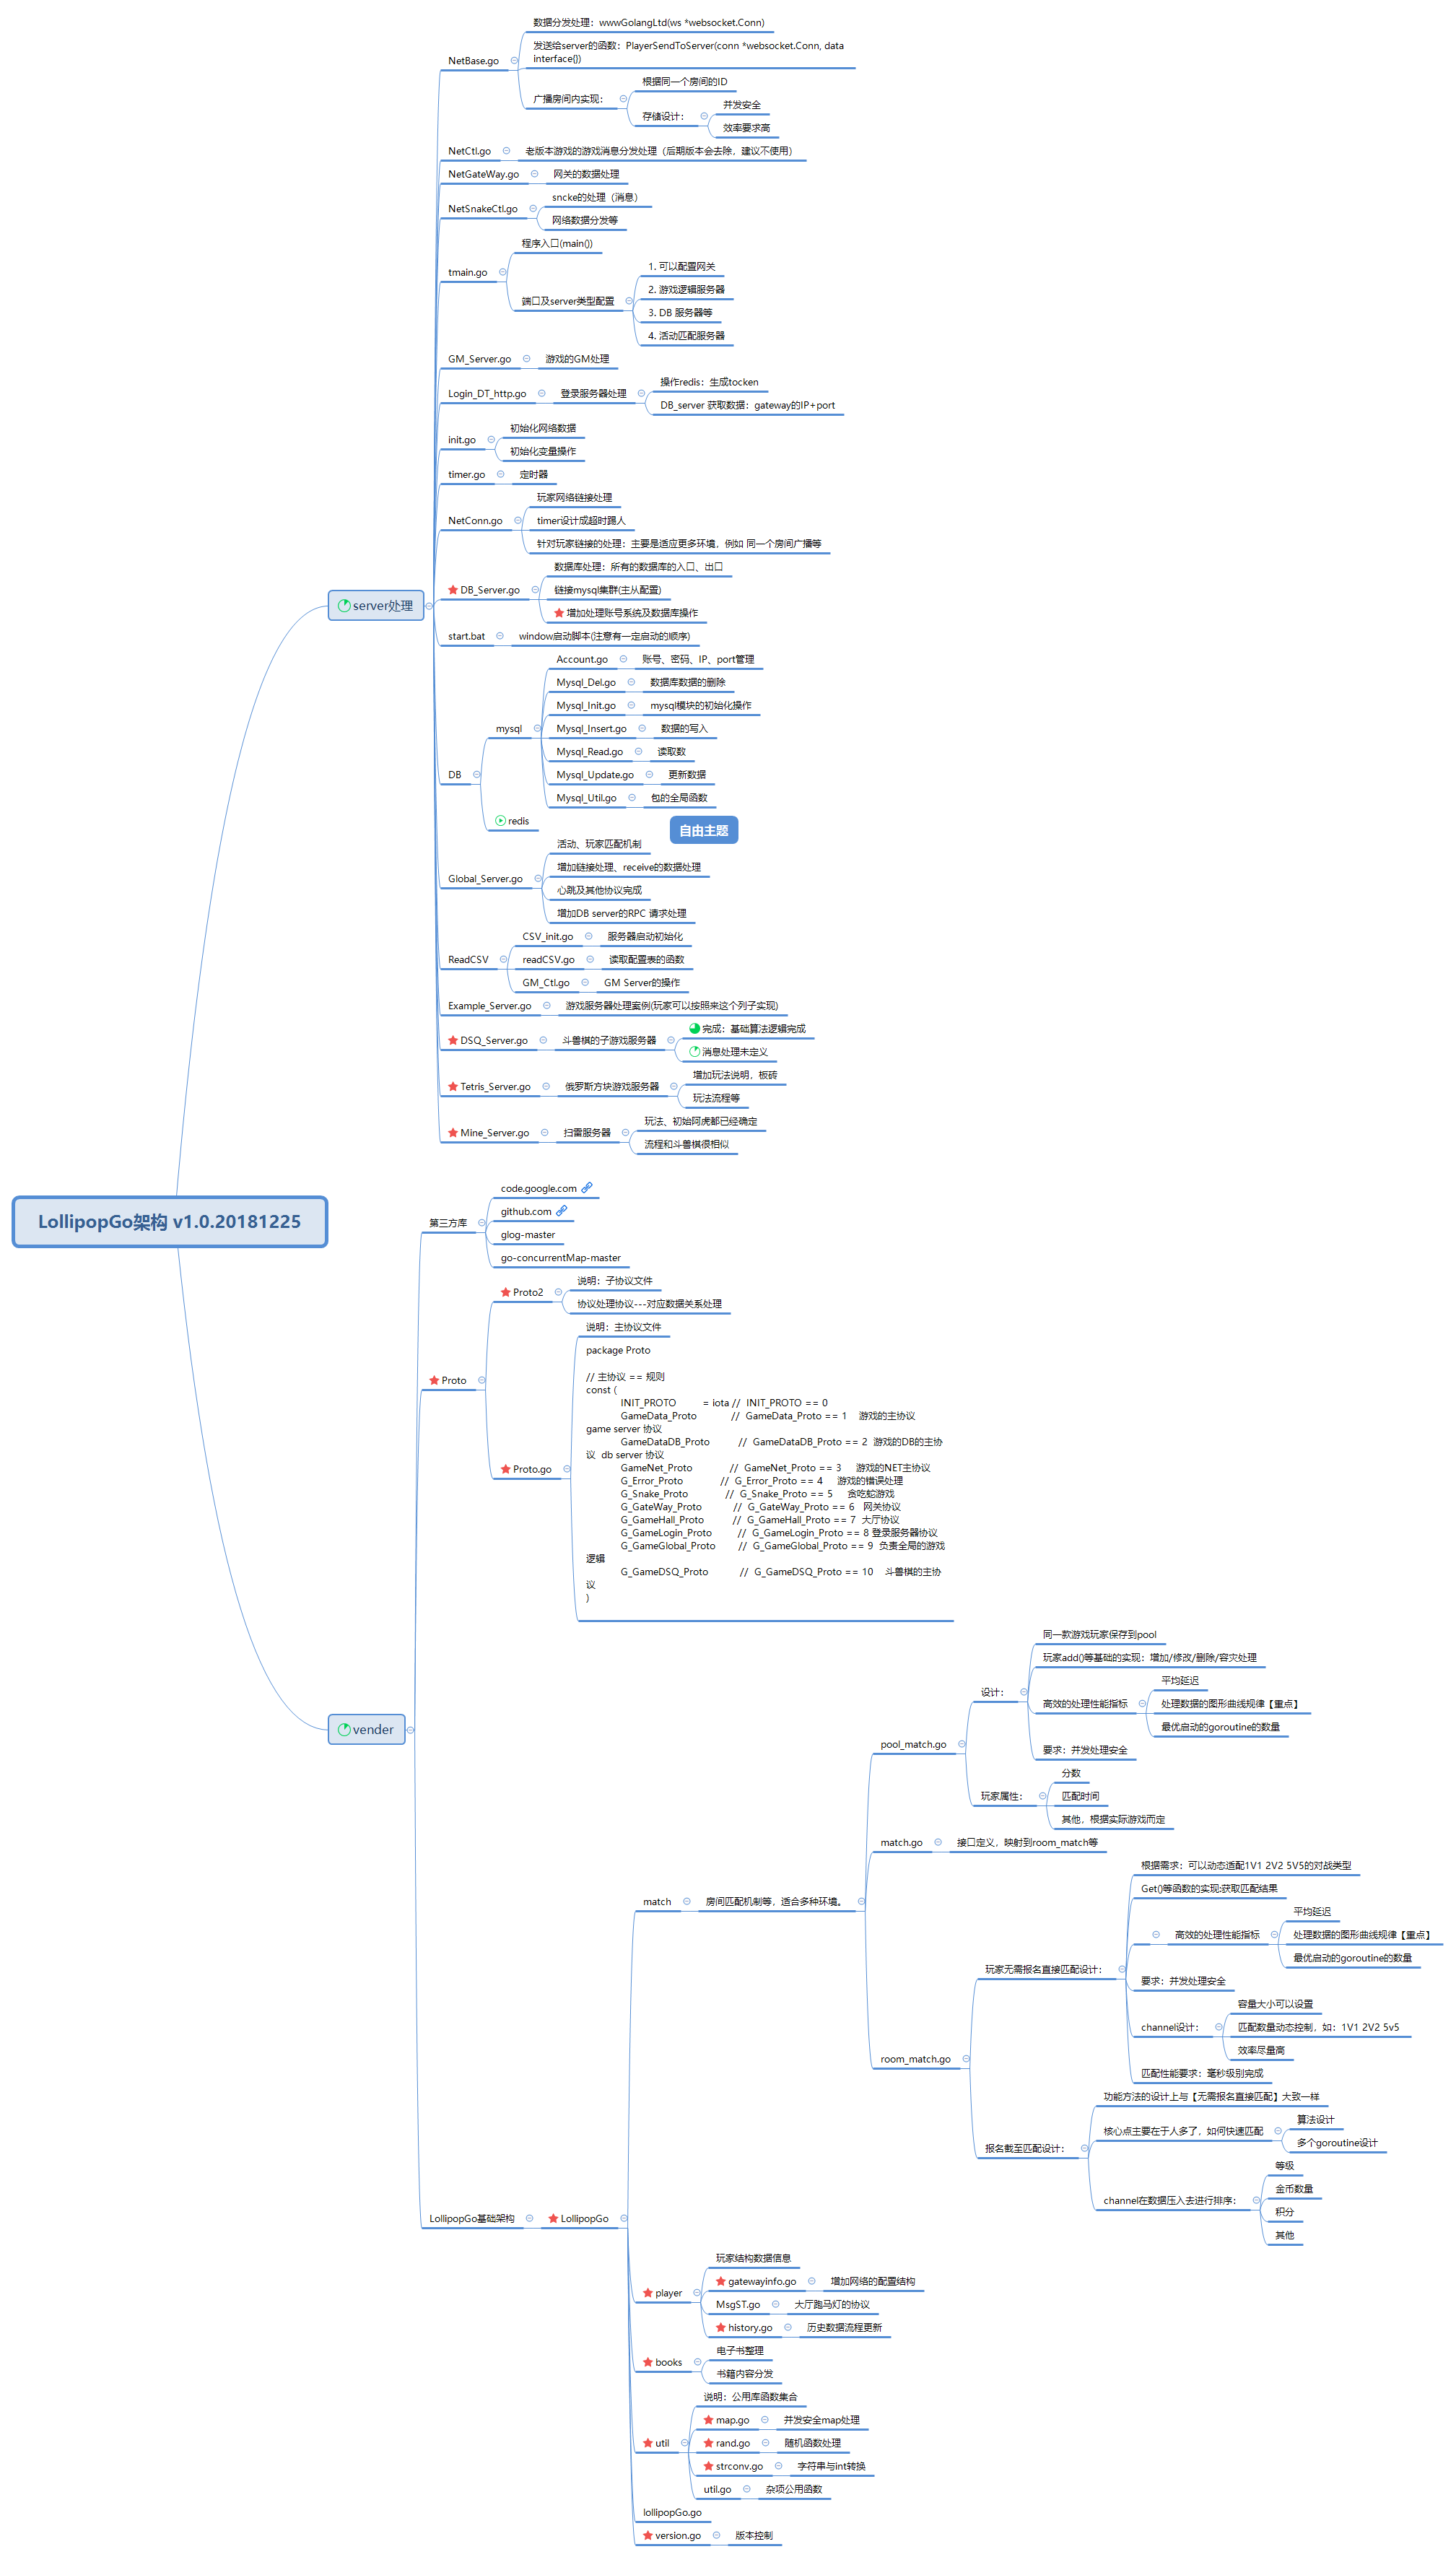 数据分发处理：wwwGolangLtd(ws *websocket.Conn)
发送给server的函数：PlayerSendToServer(conn *websocket.Conn, data
interface{})
NetBase.go
根据同一个房间的ID
广播房间内实现：
并发安全
存储设计：
效率要求高
NetCtl.go
老版本游戏的游戏消息分发处理（后期版本会去除，建议不使用）
NetGateWay.go
网关的数据处理
sncke的处理（消息）
NetSnakeCtl.go
网络数据分发等
程序入口(main())
tmain.go
1. 可以配置网关
2. 游戏逻辑服务器
端口及server类型配置
3. DB 服务器等
4. 活动匹配服务器
GM_Server.go
游戏的GM处理
操作redis：生成tocken
Login_DT_http.go
登录服务器处理
DB_server 获取数据：gateway的IP+port
初始化网络数据
init.go
初始化变量操作
timer.go
定时器
玩家网络链接处理
NetConn.go
timer设计成超时踢人
针对玩家链接的处理：主要是适应更多环境，例如 同一个房间广播等
数据库处理：所有的数据库的入口、出口
DB_Server.go
链接mysql集群(主从配置)
server处理
增加处理账号系统及数据库操作
start.bat
window启动脚本(注意有一定启动的顺序)
Account.go
账号、密码、IP、port管理
Mysql_Del.go
数据库数据的删除
Mysql_Init.go
mysql模块的初始化操作
mysql
Mysql_Insert.go
数据的写入
Mysql_Read.go
读取数
DB
Mysql_Update.go
更新数据
Mysql_Util.go
包的全局函数
redis
自由主题
活动、玩家匹配机制
增加链接处理、receive的数据处理
Global_Server.go
心跳及其他协议完成
增加DB server的RPC 请求处理
CSV_init.go
服务器启动初始化
ReadCSV
readCSV.go
读取配置表的函数
GM_Ctl.go
GM Server的操作
Example_Server.go
游戏服务器处理案例(玩家可以按照来这个列子实现)
完成：基础算法逻辑完成
DSQ_Server.go
斗兽棋的子游戏服务器
消息处理未定义
增加玩法说明，板砖
Tetris_Server.go
俄罗斯方块游戏服务器
玩法流程等
玩法、初始阿虎都已经确定
Mine_Server.go
扫雷服务器
流程和斗兽棋很相似
LollipopGo架构 v1.0.20181225
code.google.com
第三方库
github.com
glog-master
go-concurrentMap-master
说明：子协议文件
Proto2
协议处理协议---对应数据关系处理
Proto
说明：主协议文件
Proto.go
package Proto
// 主协议 == 规则
const (
INIT_PROTO = iota // INIT_PROTO == 0
GameData_Proto // GameData_Proto == 1 游戏的主协议
game server 协议
GameDataDB_Proto // GameDataDB_Proto == 2 游戏的DB的主协
议 db server 协议
GameNet_Proto // GameNet_Proto == 3 游戏的NET主协议
G_Error_Proto // G_Error_Proto == 4 游戏的错误处理
G_Snake_Proto // G_Snake_Proto == 5 贪吃蛇游戏
G_GateWay_Proto // G_GateWay_Proto == 6 网关协议
G_GameHall_Proto // G_GameHall_Proto == 7 大厅协议
G_GameLogin_Proto // G_GameLogin_Proto == 8 登录服务器协议
G_GameGlobal_Proto // G_GameGlobal_Proto == 9 负责全局的游戏
逻辑
G_GameDSQ_Proto // G_GameDSQ_Proto == 10 斗兽棋的主协
议
)
vender
同一款游戏玩家保存到pool
玩家add()等基础的实现：增加/修改/删除/容灾处理
设计：
平均延迟
高效的处理性能指标
处理数据的图形曲线规律【重点】
最优启动的goroutine的数量
pool_match.go
要求：并发处理安全
分数
玩家属性：
匹配时间
其他，根据实际游戏而定
match.go
接口定义，映射到room_match等
match
房间匹配机制等，适合多种环境。
根据需求：可以动态适配1V1 2V2 5V5的对战类型
Get()等函数的实现:获取匹配结果
平均延迟
高效的处理性能指标
处理数据的图形曲线规律【重点】
最优启动的goroutine的数量
玩家无需报名直接匹配设计：
要求：并发处理安全
容量大小可以设置
channel设计：
匹配数量动态控制，如：1V1 2V2 5v5
效率尽量高
room_match.go
匹配性能要求：毫秒级别完成
功能方法的设计上与【无需报名直接匹配】大致一样
算法设计
核心点主要在于人多了，如何快速匹配
多个goroutine设计
报名截至匹配设计：
等级
金币数量
channel在数据压入去进行排序：
积分
其他
LollipopGo基础架构
LollipopGo
玩家结构数据信息
gatewayinfo.go
增加网络的配置结构
player
MsgST.go
大厅跑马灯的协议
history.go
历史数据流程更新
电子书整理
books
书籍内容分发
说明：公用库函数集合
map.go
并发安全map处理
util
rand.go
随机函数处理
strconv.go
字符串与int转换
util.go
杂项公用函数
lollipopGo.go
version.go
版本控制